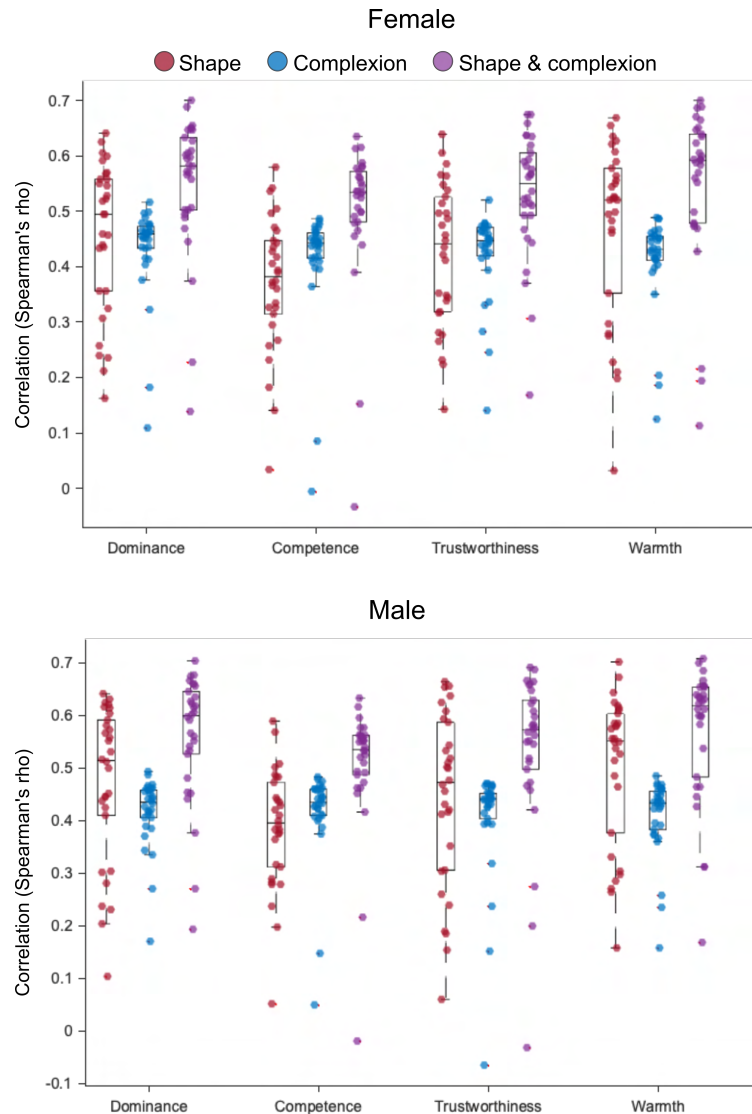 Female
Shape Complexion Shape & complexion
0.7
0.6
0.5
0.4
0.3
0.2
0.1
0
Correlation (Spearman's rho)
Dominance Competence Trustworthiness Warmth
Male
0.7
0.6
0.5
0.4
0.3
0.2
0.1
0
-0.1
Correlation (Spearman's rho)
Dominance Competence Trustworthiness Warmth